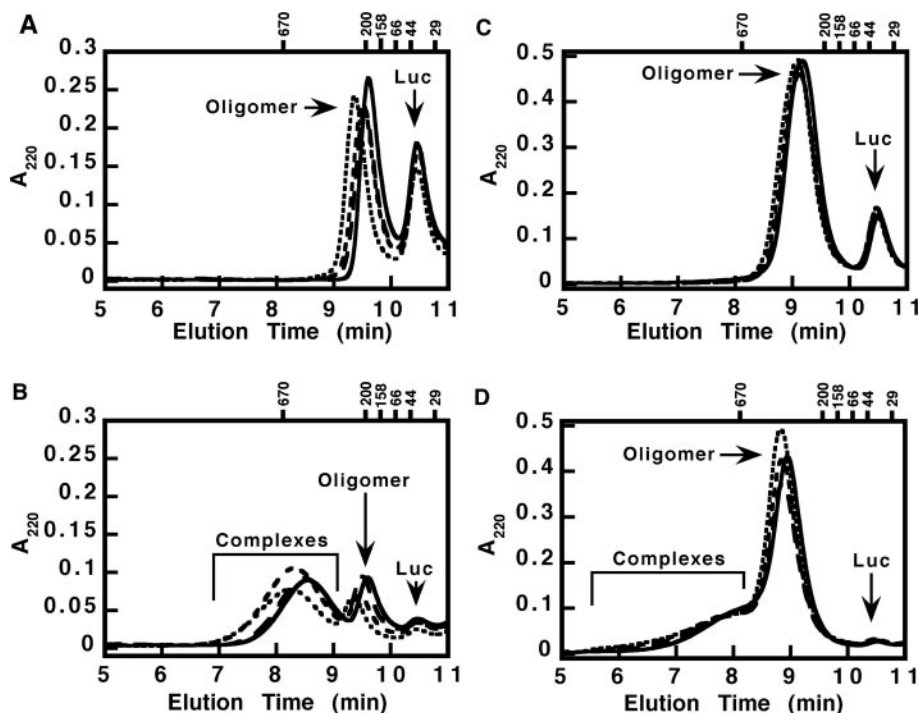 A
670
200
158
66
44
29
0.3
0.25
0.2
0.15
0.1
0.05
0
A220
Oligomer
Luc
5 6 7 8 9 10 11
Elution Time (min)
C
670
200
158
66
44
29
0.5
0.4
0.3
0.2
0.1
0
A220
Oligomer
Luc
5 6 7 8 9 10 11
Elution Time (min)
B
670
200
158
66
44
29
0.3
0.25
0.2
0.15
0.1
0.05
0
A220
Oligomer
Complexes
Luc
5 6 7 8 9 10 11
Elution Time (min)
D
670
200
158
66
44
29
0.5
0.4
0.3
0.2
0.1
0
A220
Oligomer
Complexes
Luc
5 6 7 8 9 10 11
Elution Time (min)